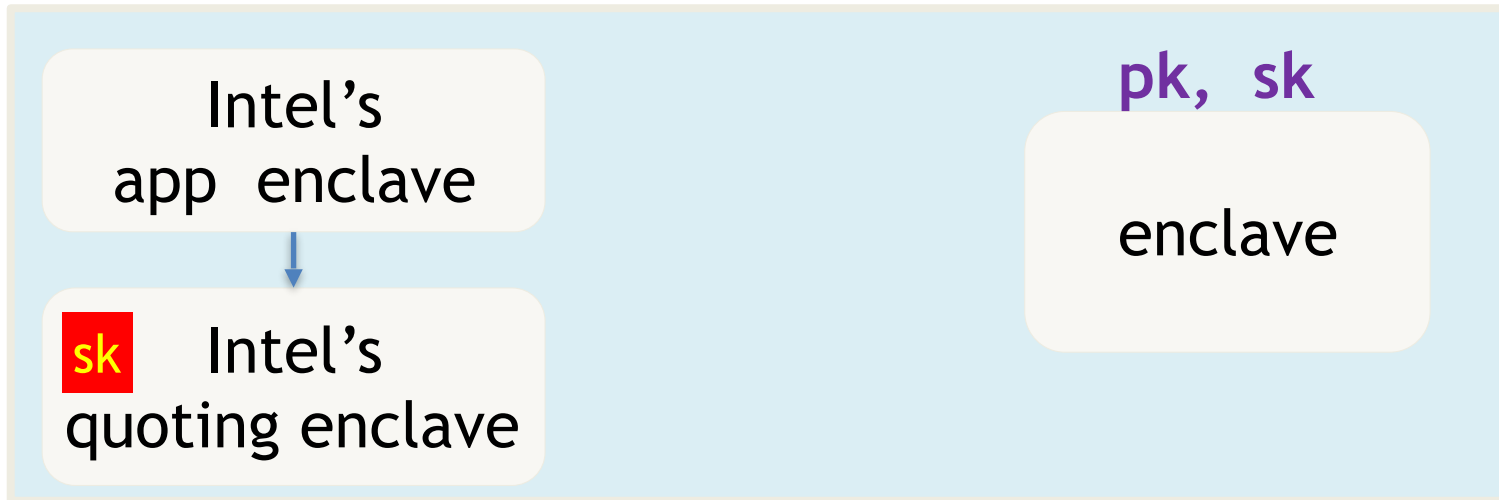 Intel’s
app enclave
sk
Intel’s
quoting enclave
pk, sk
enclave